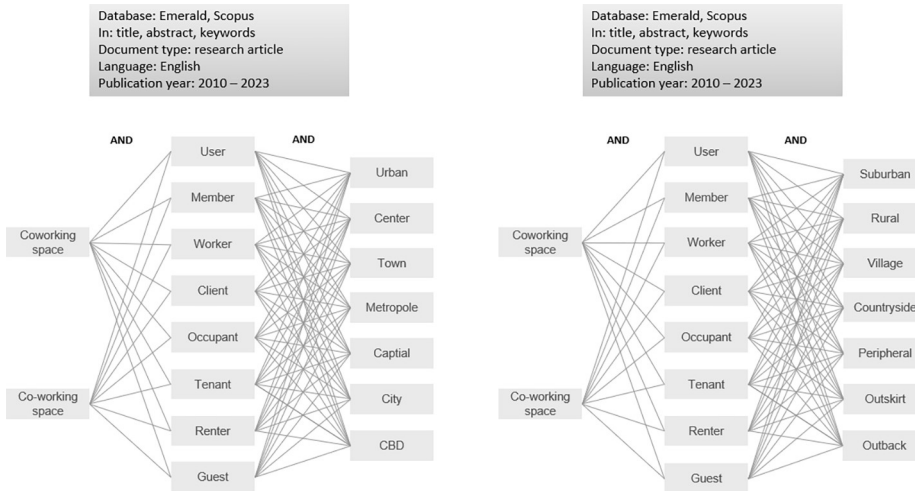 Database: Emerald, Scopus
In: title, abstract, keywords
Document type: research article
Language: English
Publication year: 2010 – 2023
AND
AND
Coworking
space
Co-working
space
User
Member
Worker
Client
Occupant
Tenant
Renter
Guest
Urban
Center
Town
Metropole
Captial
City
CBD
Database: Emerald, Scopus
In: title, abstract, keywords
Document type: research article
Language: English
Publication year: 2010 – 2023
AND
AND
Coworking
space
Co-working
space
User
Member
Worker
Client
Occupant
Tenant
Renter
Guest
Suburban
Rural
Village
Countryside
Peripheral
Outskirt
Outback